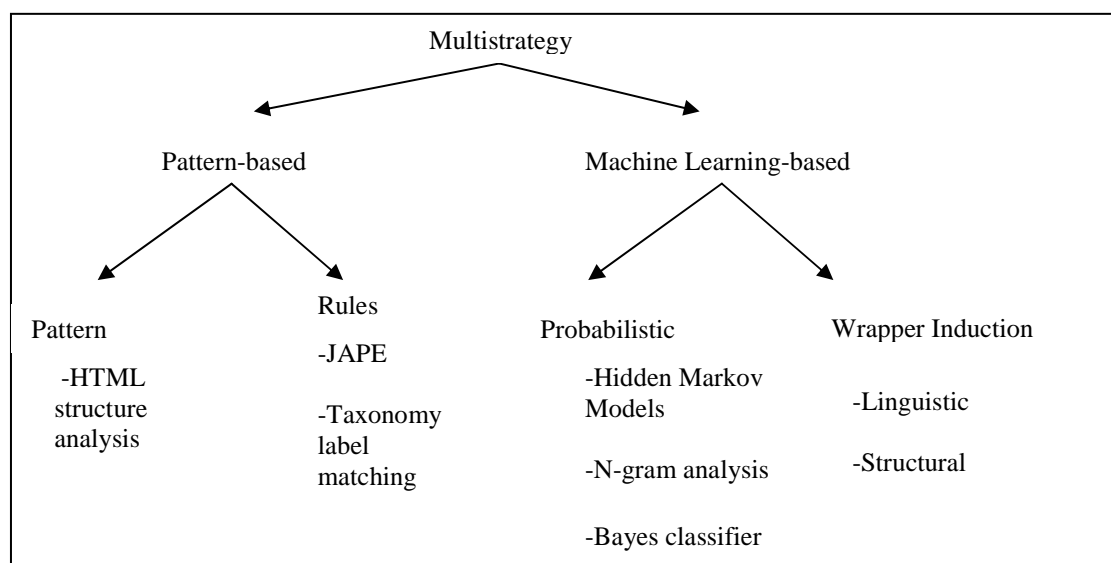 Multistrategy
Pattern-based
Machine Learning-based
Pattern
-HTML
structure
analysis
Rules
-JAPE
-Taxonomy
label
matching
Probabilistic
-Hidden Markov
Models
-N-gram analysis
-Bayes classifier
Wrapper Induction
-Linguistic
-Structural